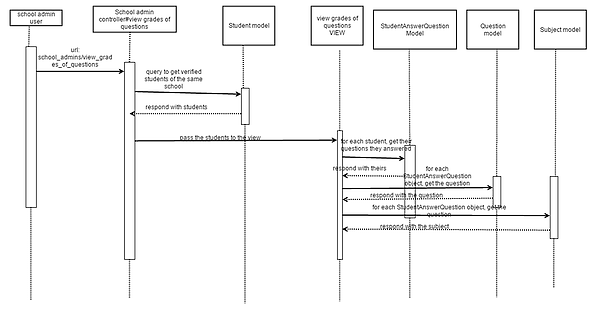 school admin
user
School admin
controller#view grades of
questions
Student model
view grades of
questions
VIEW
StudentAnswerQuestion
Model
Question
model
Subject model
url:
school_admins/view_grad
es_of_questions
query to get verified
students of the same
school
respond with students
pass the students to the view
for each student, get their
questions they answered
respond with theirs
for each
StudentAnswerQuestion
object, get the question
respond with the question
for each StudentAnswerQuestion object, get the
question
respond with the subject